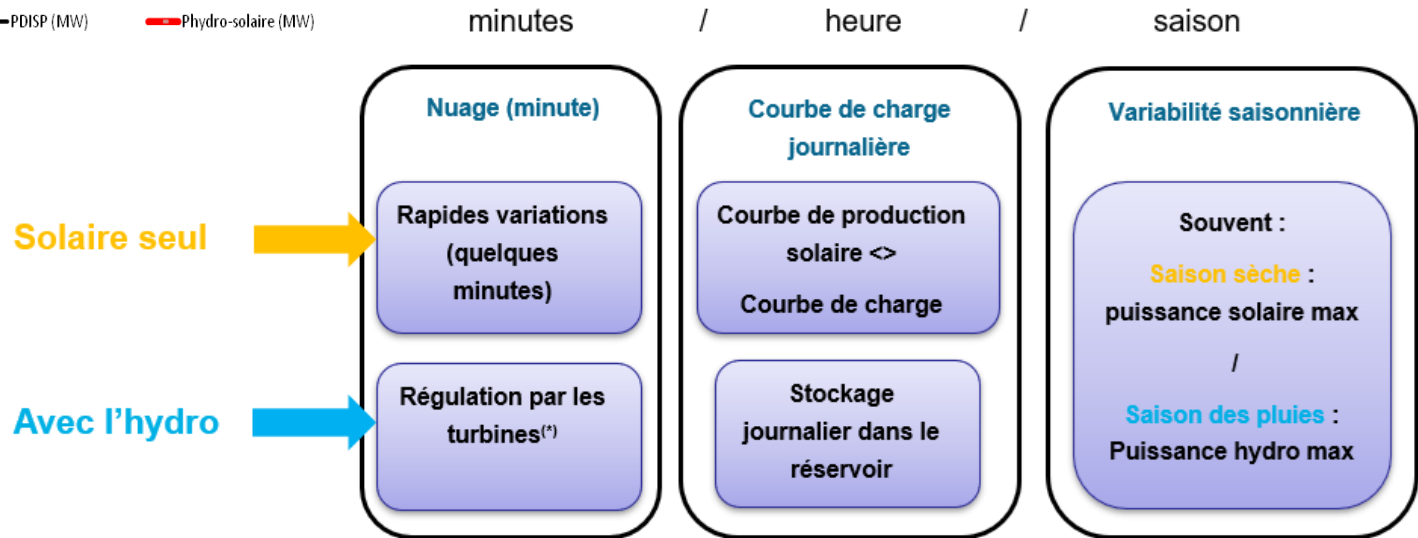 PDISP (MW) Phydro-solaire (MW) minutes / heure / saison
Nuage (minute)
Courbe de charge
journalière
Variabilité saisonnière
Solaire seul
Rapides variations
(quelques
minutes)
Courbe de production
solaire <>
Courbe de charge
Souvent :
Saison sèche :
puissance solaire max
/
Saison des pluies :
Puissance hydro max
Avec l'hydro
Régulation par les
turbines(*)
Stockage
journalier dans le
réservoir